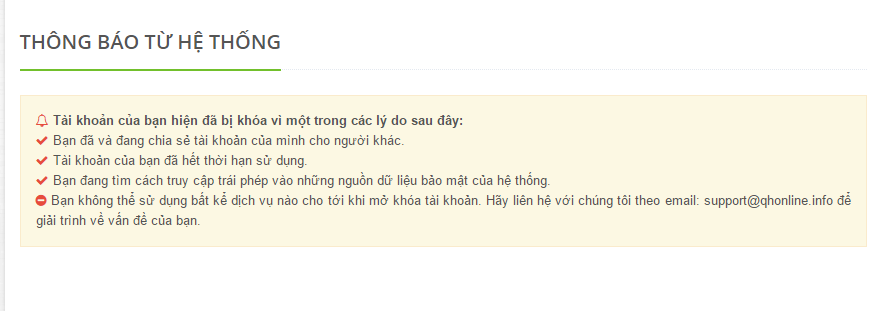 THÔNG BÁO TỪ HỆ THỐNG
Tài khoản của bạn hiện đã bị khóa vì một trong các lý do sau đây:
Bạn đã và đang chia sẻ tài khoản của mình cho người khác.
Tài khoản của bạn đã hết thời hạn sử dụng.
Bạn đang tìm cách truy cập trái phép vào những nguồn dữ liệu bảo mật của hệ thống.
Bạn không thể sử dụng bất kể dịch vụ nào cho tới khi mở khóa tài khoản. Hãy liên hệ với chúng tôi theo email: support@qhonline.info để
giải trình về vấn đề của bạn.